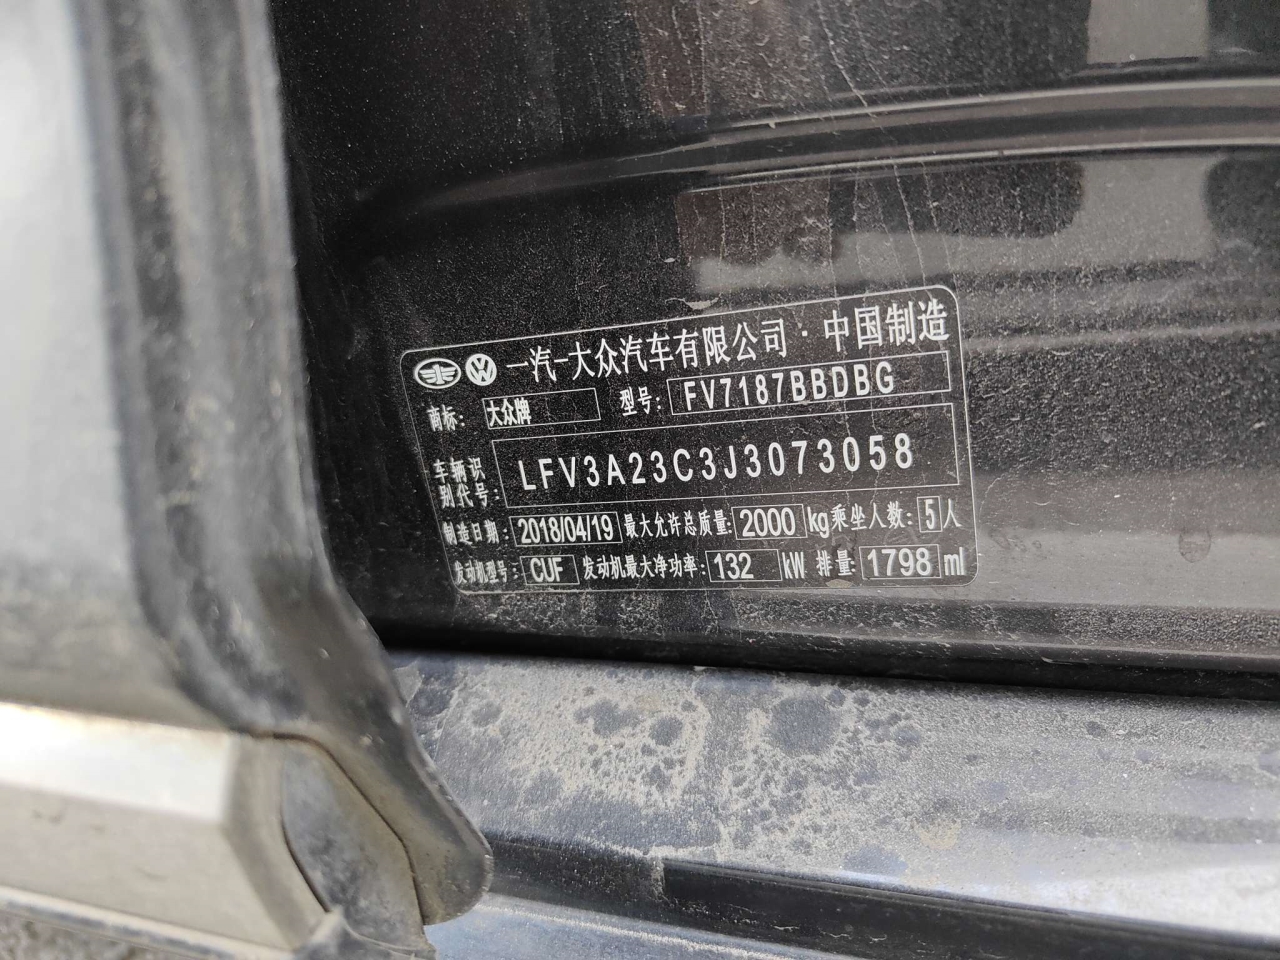 一汽-大众汽车有限公司·中国制造
商标: 大众牌 型号: FV7187BBDBG
车辆识别代号: LFV3A23C3J3073058
制造日期: 2018/04/19 最大允许总质量: 2000 kg 乘坐人数: 5 人
发动机型号: CUF 发动机最大净功率: 132 kW 排量: 1798 ml